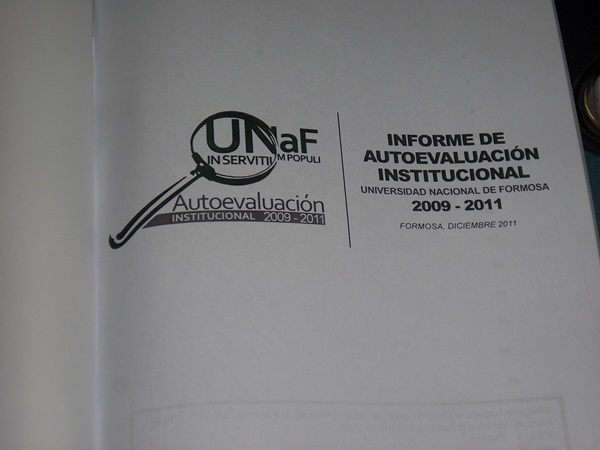 UNaF
IN SERVITIUM POPULI
Autoevaluación
INSTITUCIONAL 2009 - 2011
INFORME DE
AUTOEVALUACIÓN
INSTITUCIONAL
UNIVERSIDAD NACIONAL DE FORMOSA
2009 - 2011
FORMOSA, DICIEMBRE 2011